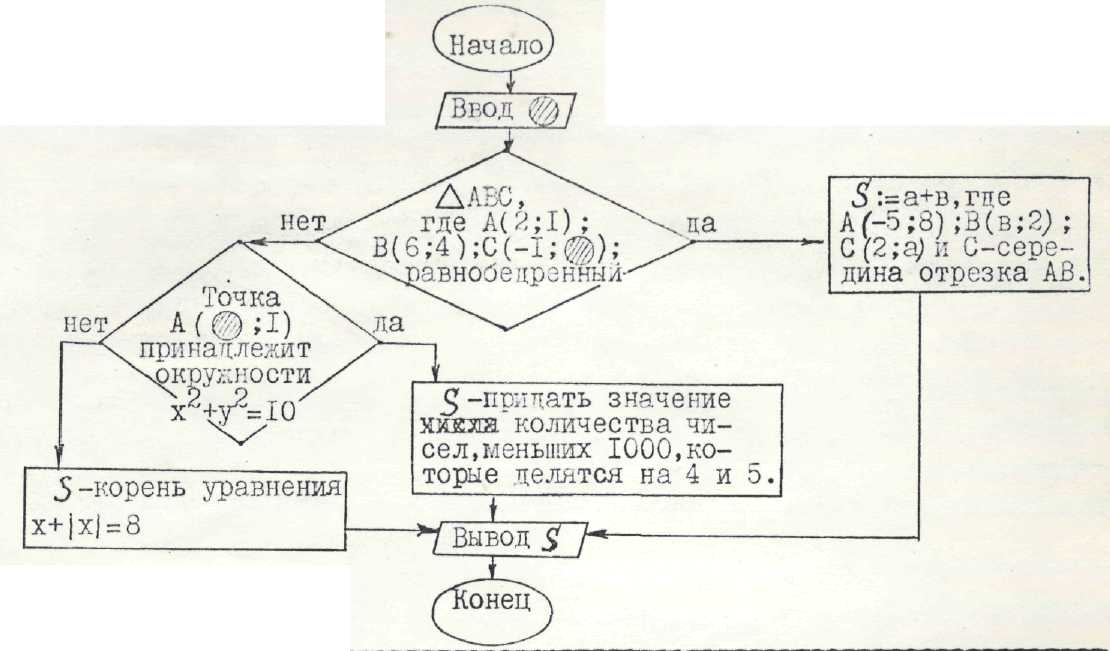 Начало
Ввод
△ABC,
где A(2;I);
B(6;4);C(-I; );
равнобедренный
нет
да
S:=а+в,где
A(-5;8);B(в;2);
C(2;а)и С-сере-
дина отрезка АВ.
Точка
A( ;I)
принадлежит
окружности
x²+y²=I0
нет
да
S-придать значение
количества чи-
сел,меньших I000,ко-
торые делятся на 4 и 5.
S-корень уравнения
x+|x|=8
Вывод S
Конец